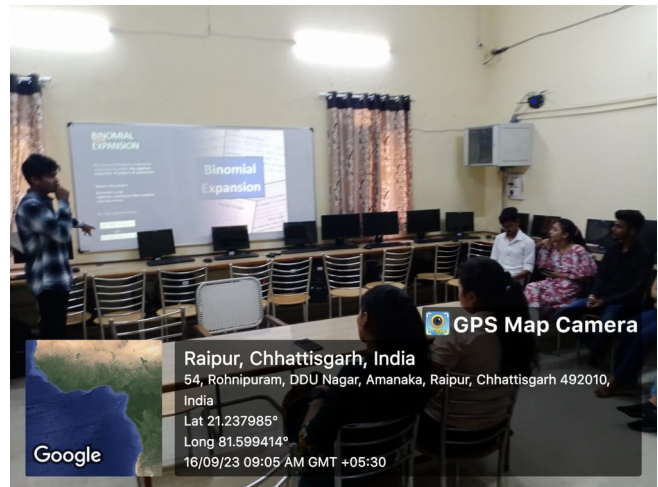 BINOMIAL
EXPANSION
Binomial
Expansion
GPS Map Camera
Raipur, Chhattisgarh, India
54, Rohnipuram, DDU Nagar, Amanaka, Raipur, Chhattisgarh 492010,
India
Lat 21.237985°
Long 81.599414°
16/09/23 09:05 AM GMT +05:30
Google